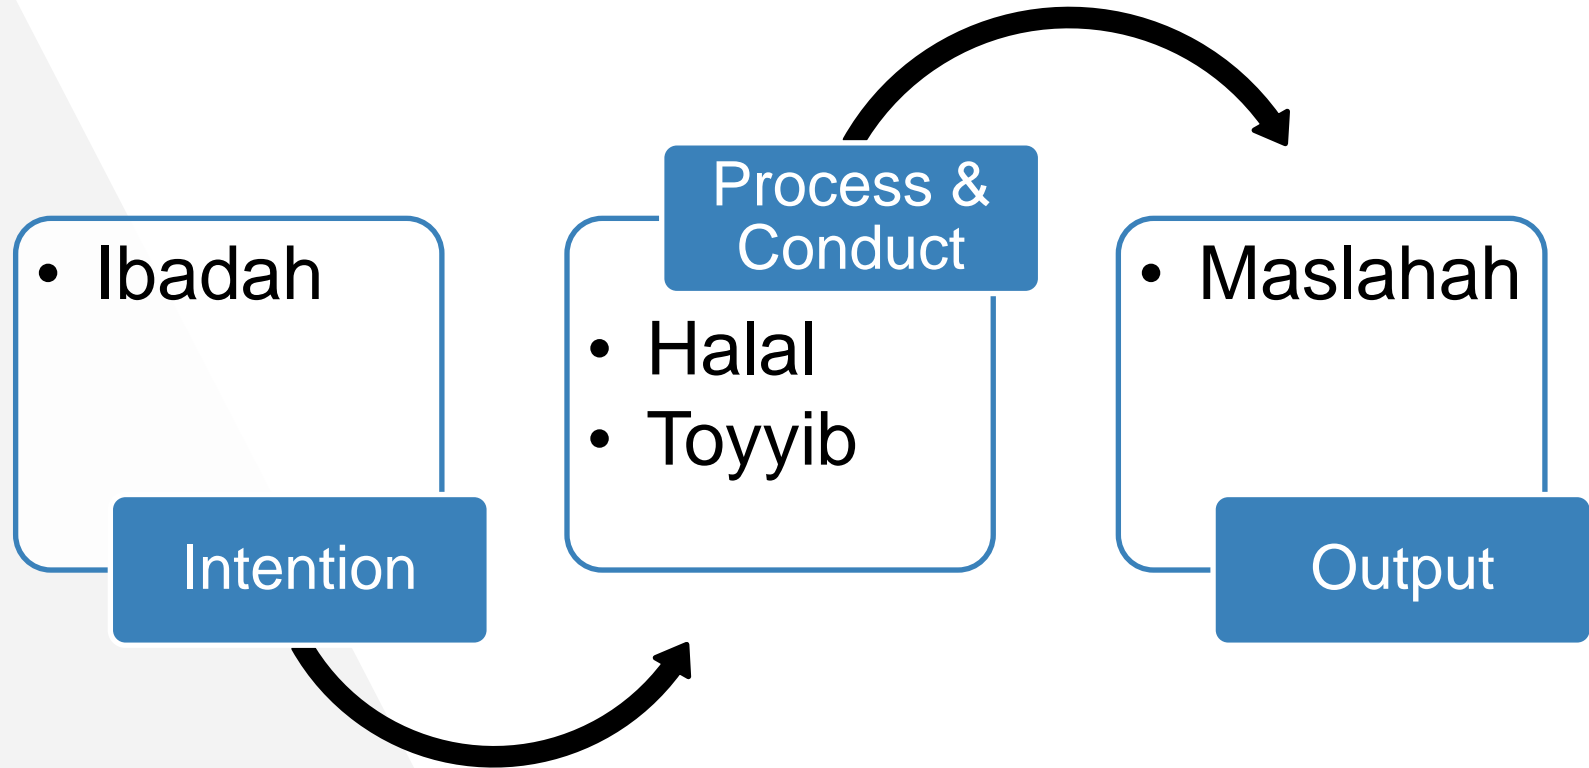 • Ibadah
Intention
Process &
Conduct
• Halal
• Toyyib
• Maslahah
Output